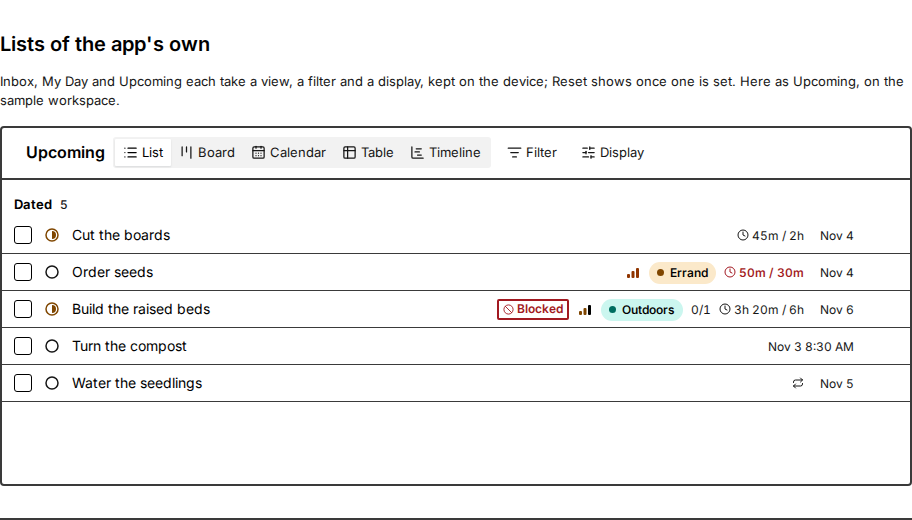 Lists of the app's own
Inbox, My Day and Upcoming each take a view, a filter and a display, kept on the device; Reset shows once one is set. Here as Upcoming, on the
sample workspace.
Upcoming List Board Calendar Table Timeline Filter Display
Dated 5
Cut the boards 45m / 2h Nov 4
Order seeds Errand 50m / 30m Nov 4
Build the raised beds Blocked Outdoors 0/1 3h 20m / 6h Nov 6
Turn the compost Nov 3 8:30 AM
Water the seedlings Nov 5